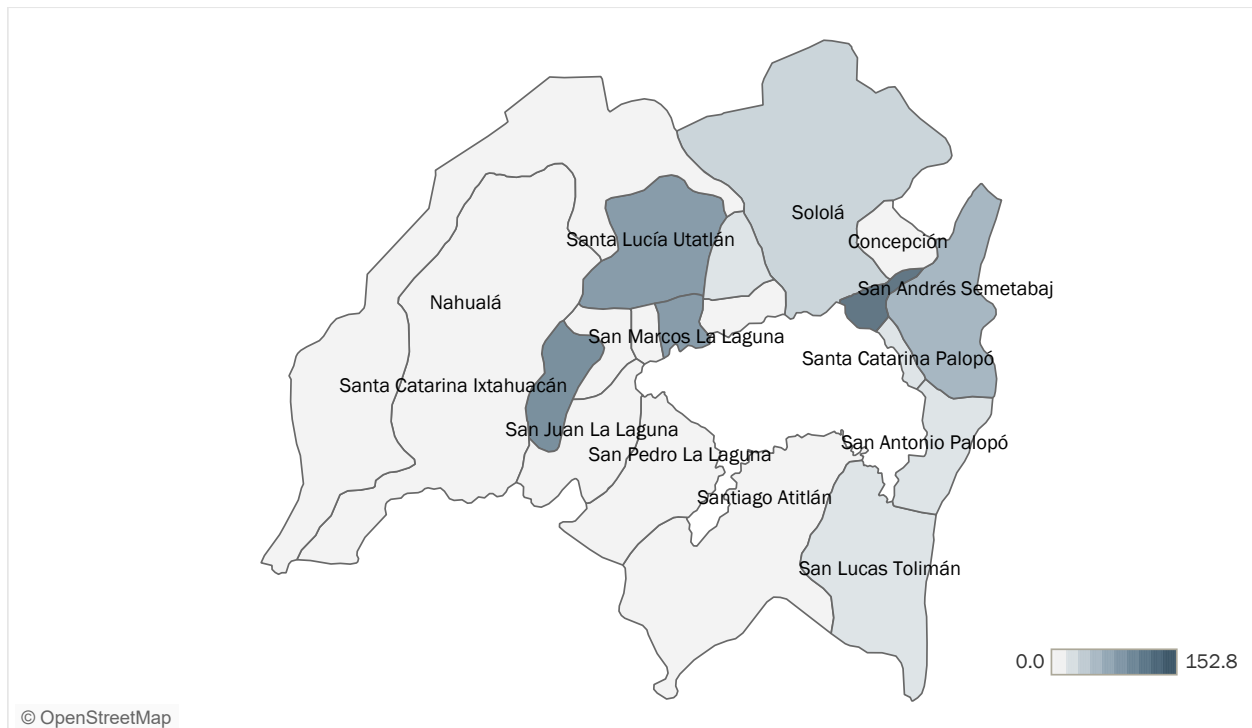 Sololá
Concepción
Santa Lucía Utatlán
San Andrés Semetabaj
Nahualá
San Marcos La Laguna
Santa Catarina Palopó
Santa Catarina Ixtahuacán
San Juan La Laguna
San Antonio Palopó
San Pedro La Laguna
Santiago Atitlán
San Lucas Tolimán
0.0 152.8
© OpenStreetMap